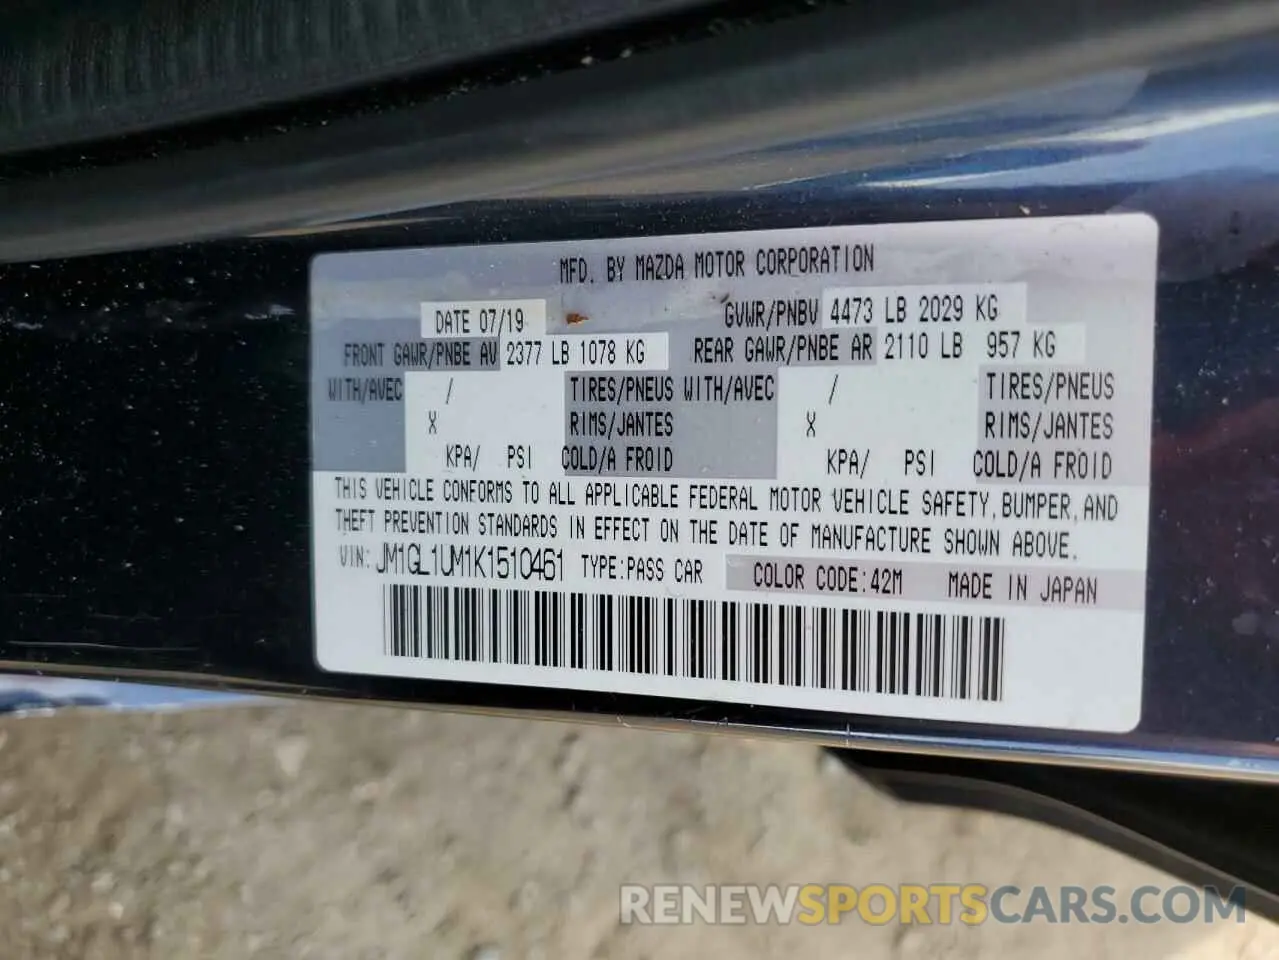 MFD. BY MAZDA MOTOR CORPORATION
DATE 07/19 GVWR/PNBV 4473 LB 2029 KG
FRONT GAWR/PNBE AV 2377 LB 1078 KG REAR GAWR/PNBE AR 2110 LB 957 KG
WITH/AVEC / TIRES/PNEUS WITH/AVEC / TIRES/PNEUS
X RIMS/JANTES X RIMS/JANTES
KPA/ PSI COLD/A FROID KPA/ PSI COLD/A FROID
THIS VEHICLE CONFORMS TO ALL APPLICABLE FEDERAL MOTOR VEHICLE SAFETY, BUMPER, AND
THEFT PREVENTION STANDARDS IN EFFECT ON THE DATE OF MANUFACTURE SHOWN ABOVE.
VIN: JM1GL1UM1K1510461 TYPE:PASS CAR COLOR CODE:42M MADE IN JAPAN
RENEWSPORTSCARS.COM